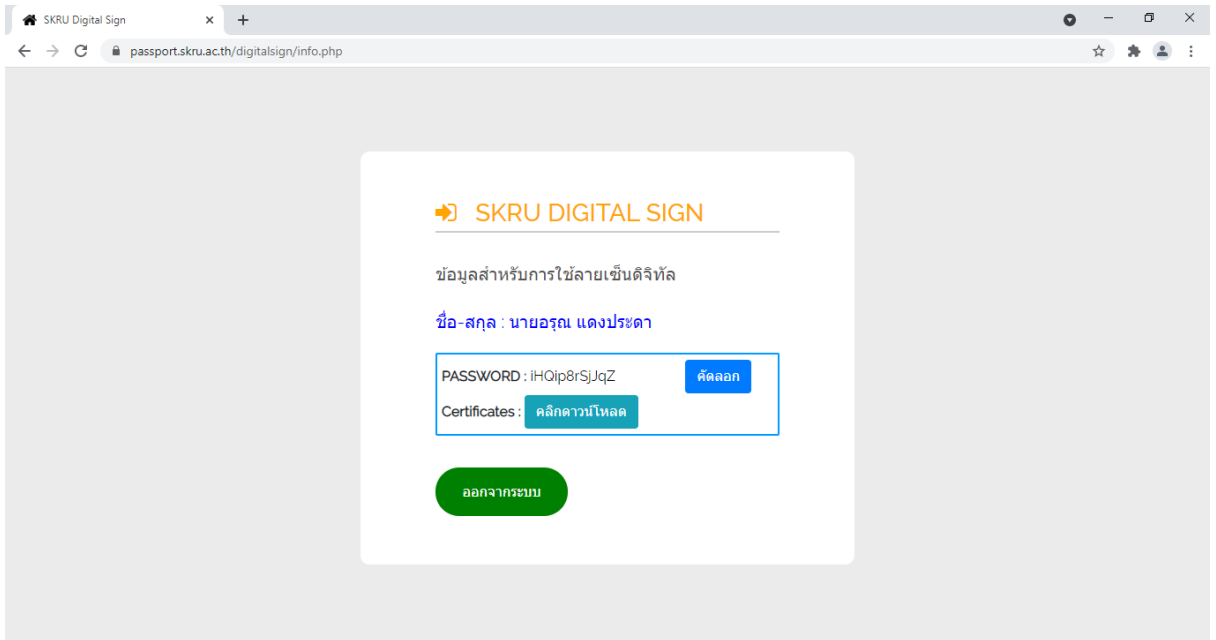 SKRU Digital Sign
passport.skru.ac.th/digitalsign/info.php
SKRU DIGITAL SIGN
ข้อมูลสำหรับการใช้ลายเซ็นดิจิทัล
ชื่อ-สกุล : นายอรุณ แดงประดา
PASSWORD : iHQip8rSjJqZ คัดลอก
Certificates : คลิกดาวน์โหลด
ออกจากระบบ